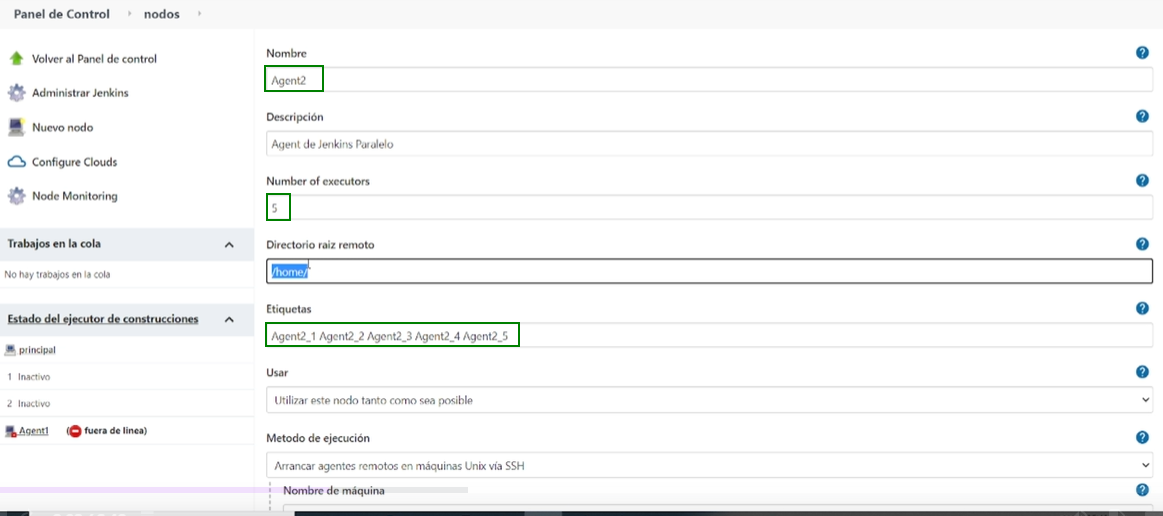 Panel de Control › nodos ›
Volver al Panel de control
Administrar Jenkins
Nuevo nodo
Configure Clouds
Node Monitoring
Trabajos en la cola
No hay trabajos en la cola
Estado del ejecutor de construcciones
principal
1 Inactivo
2 Inactivo
Agent1 (fuera de linea)
Nombre
Agent2
Descripción
Agent de Jenkins Paralelo
Number of executors
5
Directorio raiz remoto
/home/
Etiquetas
Agent2_1 Agent2_2 Agent2_3 Agent2_4 Agent2_5
Usar
Utilizar este nodo tanto como sea posible
Metodo de ejecución
Arrancar agentes remotos en máquinas Unix vía SSH
Nombre de máquina